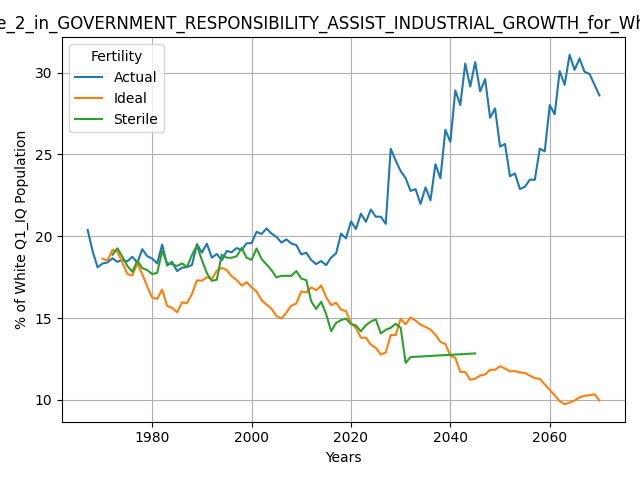 e_2_in_GOVERNMENT_RESPONSIBILITY_ASSIST_INDUSTRIAL_GROWTH_for_Wh
Fertility
Actual
Ideal
Sterile
% of White Q1_IQ Population
30
25
20
15
10
1980
2000
2020
2040
2060
Years